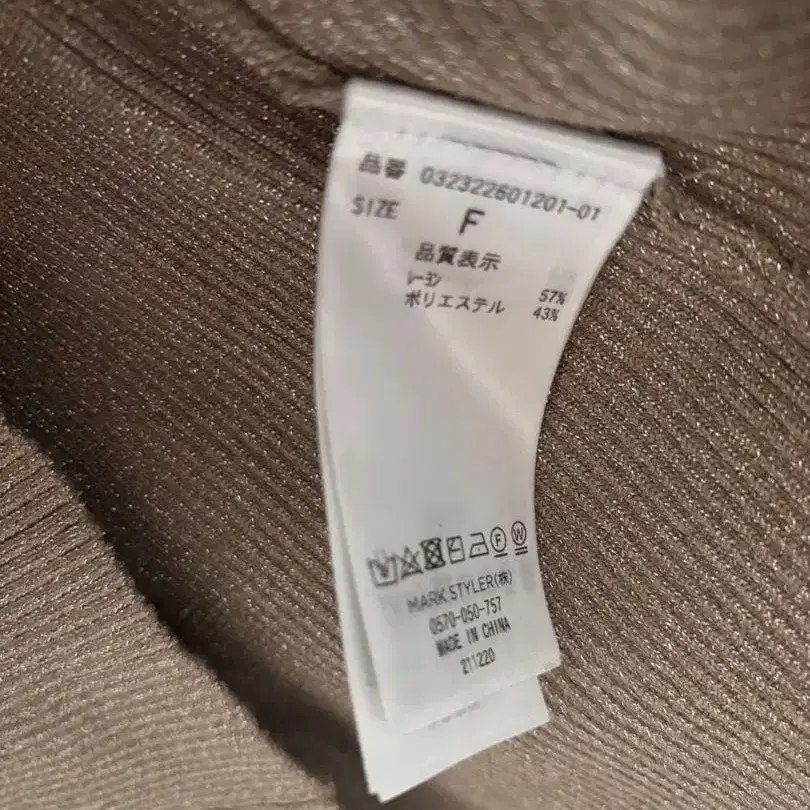 品番 032322601201-01
SIZE F
品質表示
レーヨン 57%
ポリエステル 43%
F W
MARK STYLER(株)
0570-050-757
MADE IN CHINA
211220